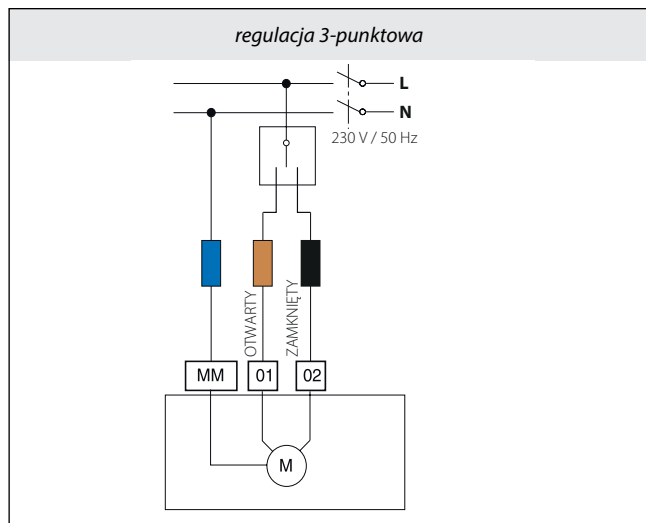 regulacja 3-punktowa
L
N
230 V / 50 Hz
OTWARTY
ZAMKNIĘTY
MM
01
02
M